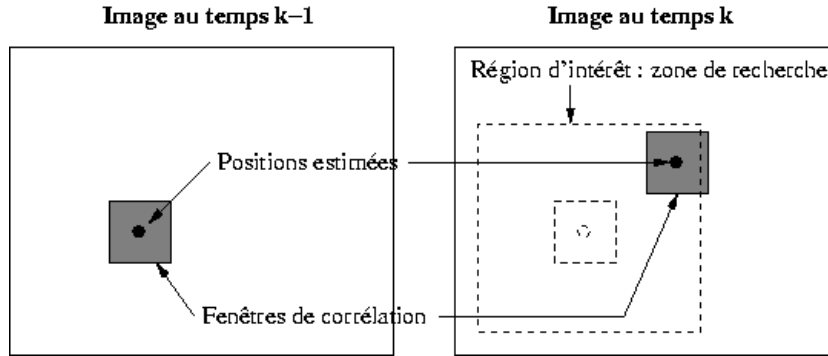 Image au temps k−1
Image au temps k
Région d'intérêt : zone de recherche
Positions estimées
Fenêtres de corrélation